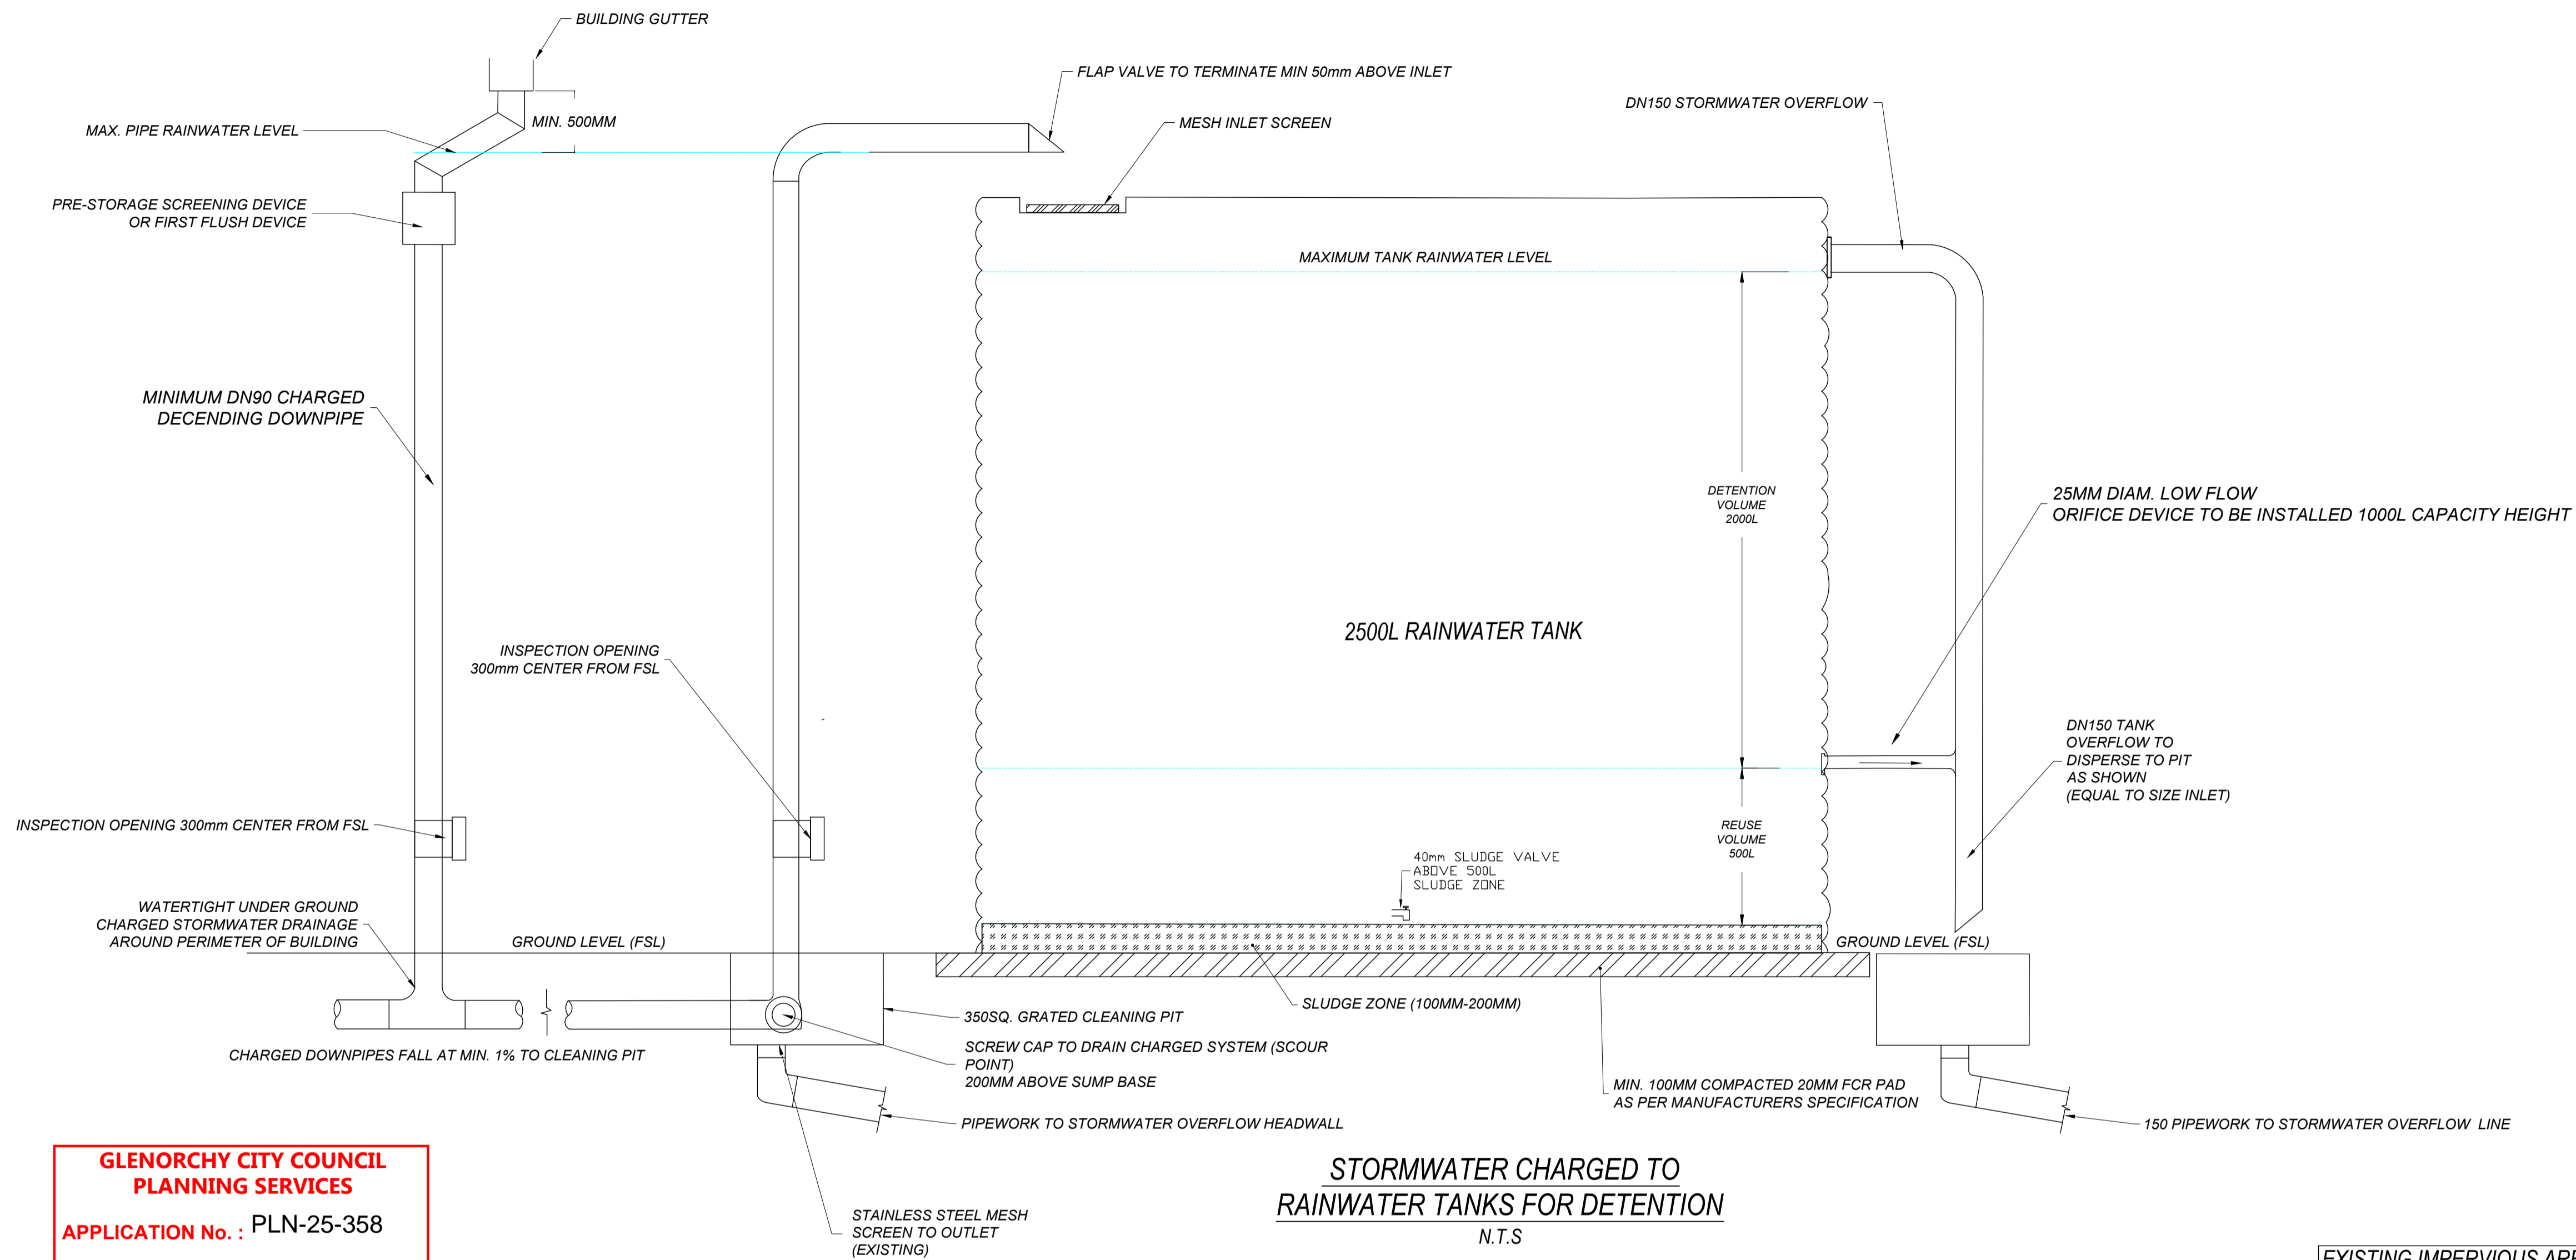 BUILDING GUTTER
FLAP VALVE TO TERMINATE MIN 50mm ABOVE INLET
DN150 STORMWATER OVERFLOW
MAX. PIPE RAINWATER LEVEL
MIN. 500MM
MESH INLET SCREEN
PRE-STORAGE SCREENING DEVICE
OR FIRST FLUSH DEVICE
MAXIMUM TANK RAINWATER LEVEL
MINIMUM DN90 CHARGED
DECENDING DOWNPIPE
DETENTION
VOLUME
2000L
25MM DIAM. LOW FLOW
ORIFICE DEVICE TO BE INSTALLED 1000L CAPACITY HEIGHT
2500L RAINWATER TANK
INSPECTION OPENING
300mm CENTER FROM FSL
DN150 TANK
OVERFLOW TO
DISPERSE TO PIT
AS SHOWN
(EQUAL TO SIZE INLET)
INSPECTION OPENING 300mm CENTER FROM FSL
REUSE
VOLUME
500L
40mm SLUDGE VALVE
ABOVE 500L
SLUDGE ZONE
WATERTIGHT UNDER GROUND
CHARGED STORMWATER DRAINAGE
AROUND PERIMETER OF BUILDING
GROUND LEVEL (FSL)
GROUND LEVEL (FSL)
SLUDGE ZONE (100MM-200MM)
350SQ. GRATED CLEANING PIT
CHARGED DOWNPIPES FALL AT MIN. 1% TO CLEANING PIT
SCREW CAP TO DRAIN CHARGED SYSTEM (SCOUR
POINT)
200MM ABOVE SUMP BASE
MIN. 100MM COMPACTED 20MM FCR PAD
AS PER MANUFACTURERS SPECIFICATION
PIPEWORK TO STORMWATER OVERFLOW HEADWALL
150 PIPEWORK TO STORMWATER OVERFLOW LINE
GLENORCHY CITY COUNCIL
PLANNING SERVICES
APPLICATION No. : PLN-25-358
STAINLESS STEEL MESH
SCREEN TO OUTLET
(EXISTING)
STORMWATER CHARGED TO
RAINWATER TANKS FOR DETENTION
N.T.S
EXISTING IMPERVIOUS